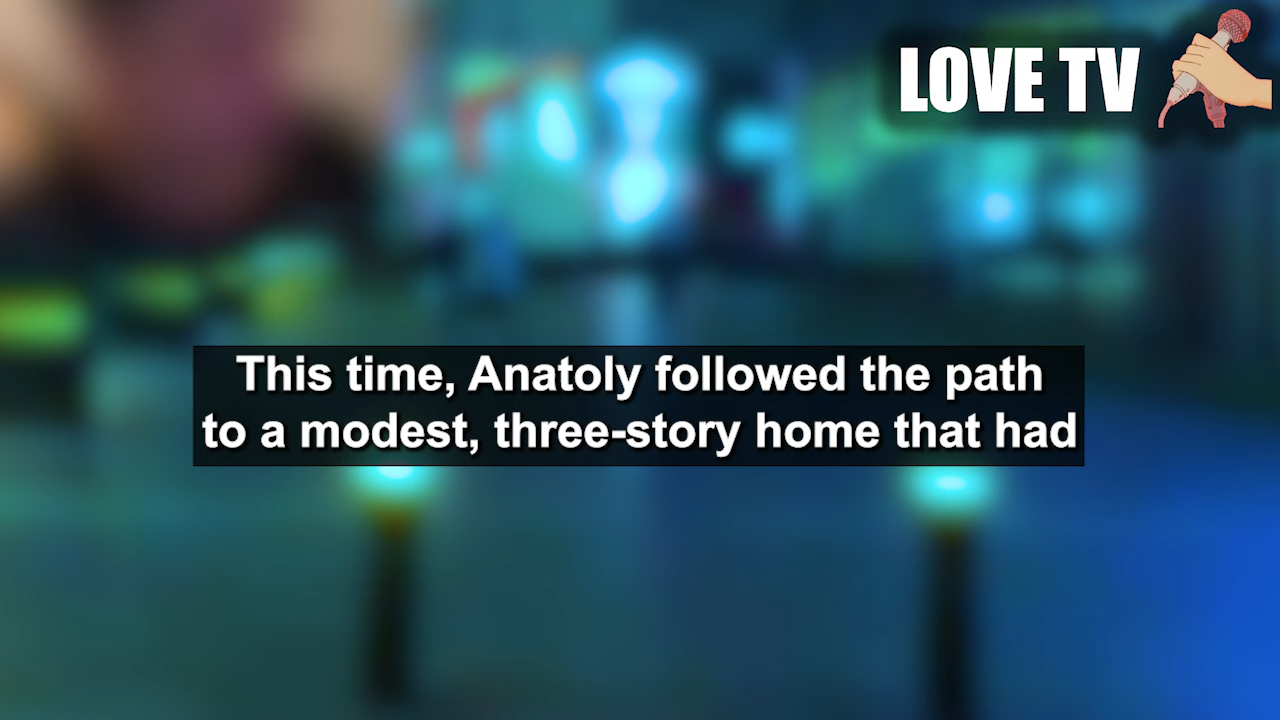 LOVE TV
This time, Anatoly followed the path
to a modest, three-story home that had